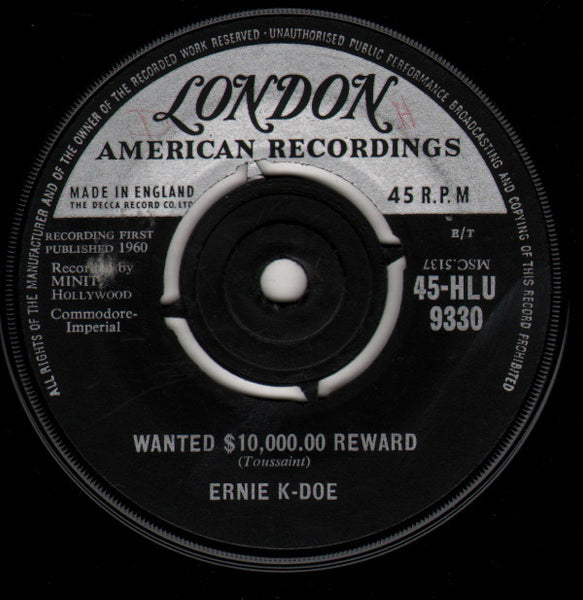 ALL RIGHTS OF THE MANUFACTURER AND OF THE OWNER OF THE RECORDED WORK RESERVED · UNAUTHORISED PUBLIC PERFORMANCE BROADCASTING AND COPYING OF THIS RECORD PROHIBITED
LONDON
AMERICAN RECORDINGS
MADE IN ENGLAND
THE DECCA RECORD CO. LTD
45 R.P.M
RECORDING FIRST
PUBLISHED 1960
E/T
Recorded by
MINIT,
HOLLYWOOD
MSC.5137
45-HLU
9330
Commodore-
Imperial
WANTED $10,000.00 REWARD
(Toussaint)
ERNIE K-DOE